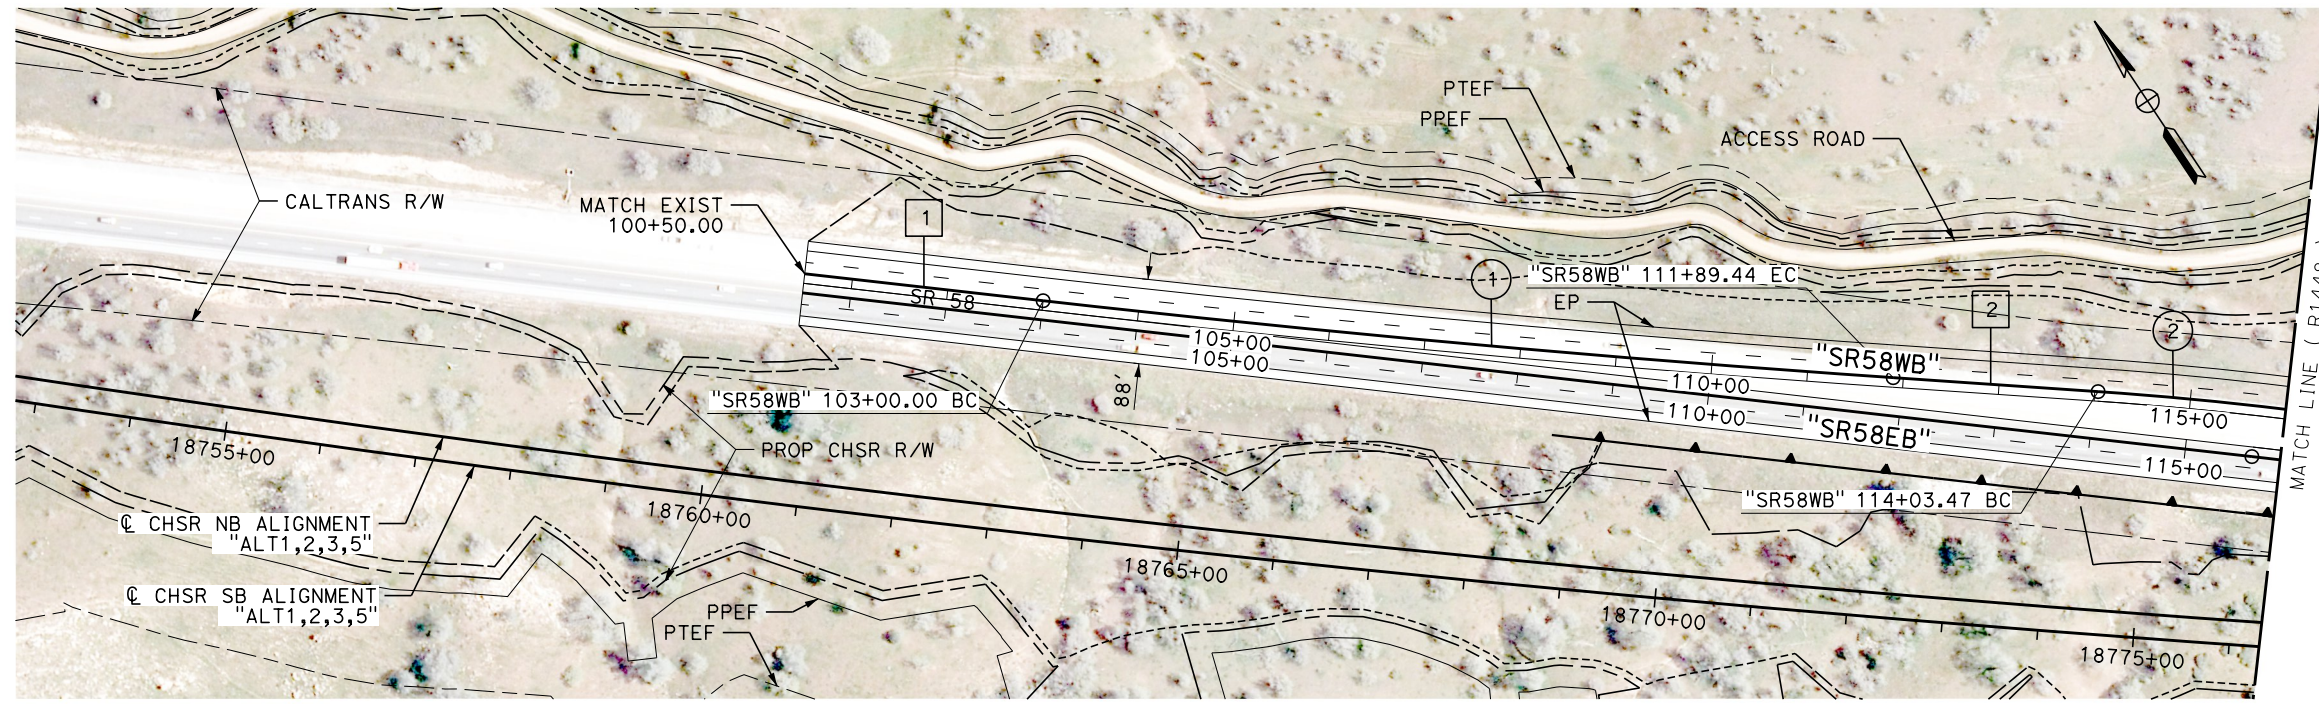 PTEF
PPEF
ACCESS ROAD
CALTRANS R/W
MATCH EXIST
100+50.00
1
1
"SR58WB" 111+89.44 EC
EP
2
2
SR 58
105+00
105+00
88'
"SR58WB"
110+00
110+00
"SR58EB"
115+00
115+00
"SR58WB" 103+00.00 BC
PROP CHSR R/W
"SR58WB" 114+03.47 BC
18755+00
18760+00
18765+00
18770+00
18775+00
℄ CHSR NB ALIGNMENT
"ALT1,2,3,5"
℄ CHSR SB ALIGNMENT
"ALT1,2,3,5"
PPEF
PTEF
MATCH LINE